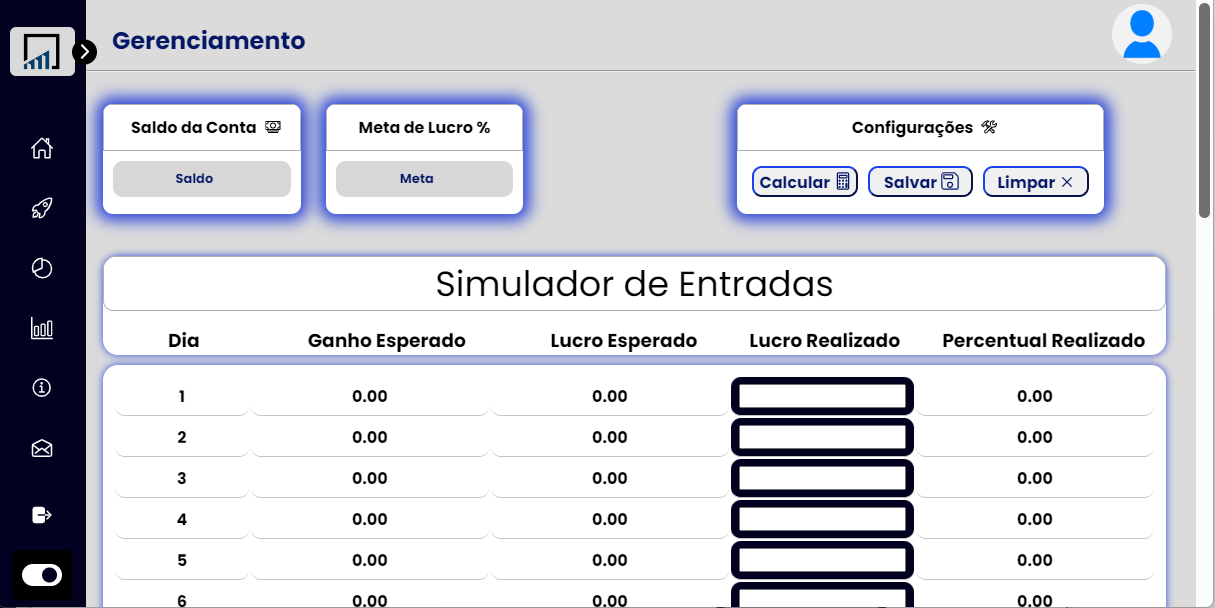 Gerenciamento
Saldo da Conta
Meta de Lucro %
Configurações
Saldo
Meta
Calcular
Salvar
Limpar
Simulador de Entradas
Dia Ganho Esperado Lucro Esperado Lucro Realizado Percentual Realizado
1 0.00 0.00 0.00
2 0.00 0.00 0.00
3 0.00 0.00 0.00
4 0.00 0.00 0.00
5 0.00 0.00 0.00
6 0.00 0.00 0.00